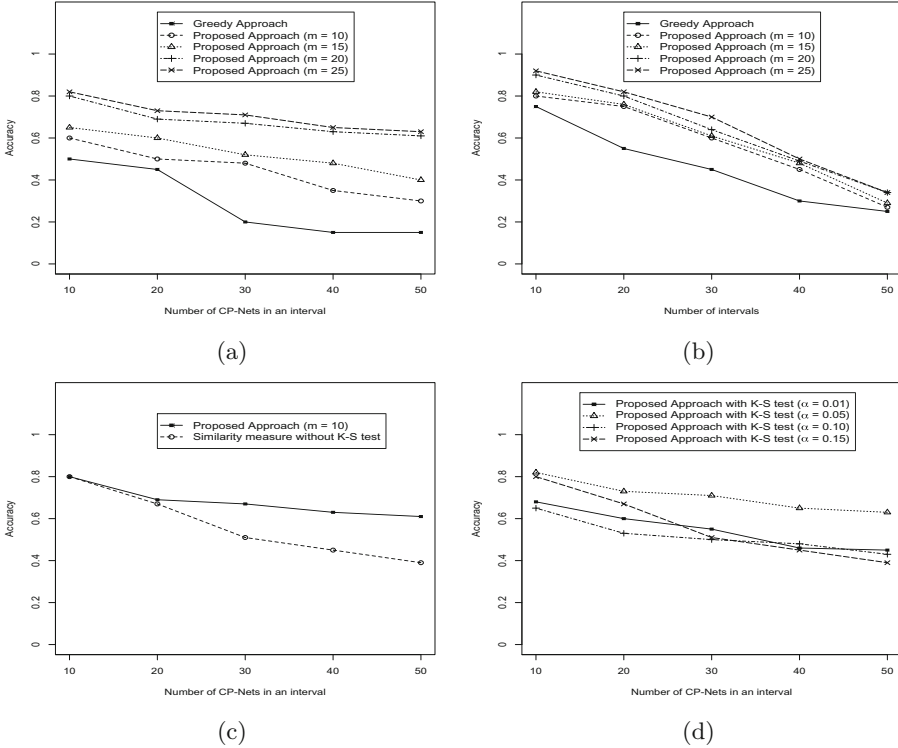 Greedy Approach
Proposed Approach (m = 10)
Proposed Approach (m = 15)
Proposed Approach (m = 20)
Proposed Approach (m = 25)
Accuracy
0 0.2 0.4 0.6 0.8 1
10 20 30 40 50
Number of CP-Nets in an interval
(a)
Greedy Approach
Proposed Approach (m = 10)
Proposed Approach (m = 15)
Proposed Approach (m = 20)
Proposed Approach (m = 25)
Accuracy
0 0.2 0.4 0.6 0.8 1
10 20 30 40 50
Number of intervals
(b)
Proposed Approach (m = 10)
Similarity measure without K-S test
Accuracy
0 0.2 0.4 0.6 0.8 1
10 20 30 40 50
Number of CP-Nets in an interval
(c)
Proposed Approach with K-S test (α = 0.01)
Proposed Approach with K-S test (α = 0.05)
Proposed Approach with K-S test (α = 0.10)
Proposed Approach with K-S test (α = 0.15)
Accuracy
0 0.2 0.4 0.6 0.8 1
10 20 30 40 50
Number of CP-Nets in an interval
(d)